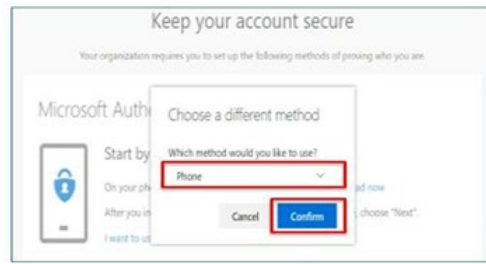 Keep your account secure
Your organization requires you to set up the following methods of proving who you are
Microsoft Authe
Choose a different method
Start by
Which method would you like to use?
Phone
On your pho
ad now
After you in
, choose "Next".
Cancel
Confirm
I want to us